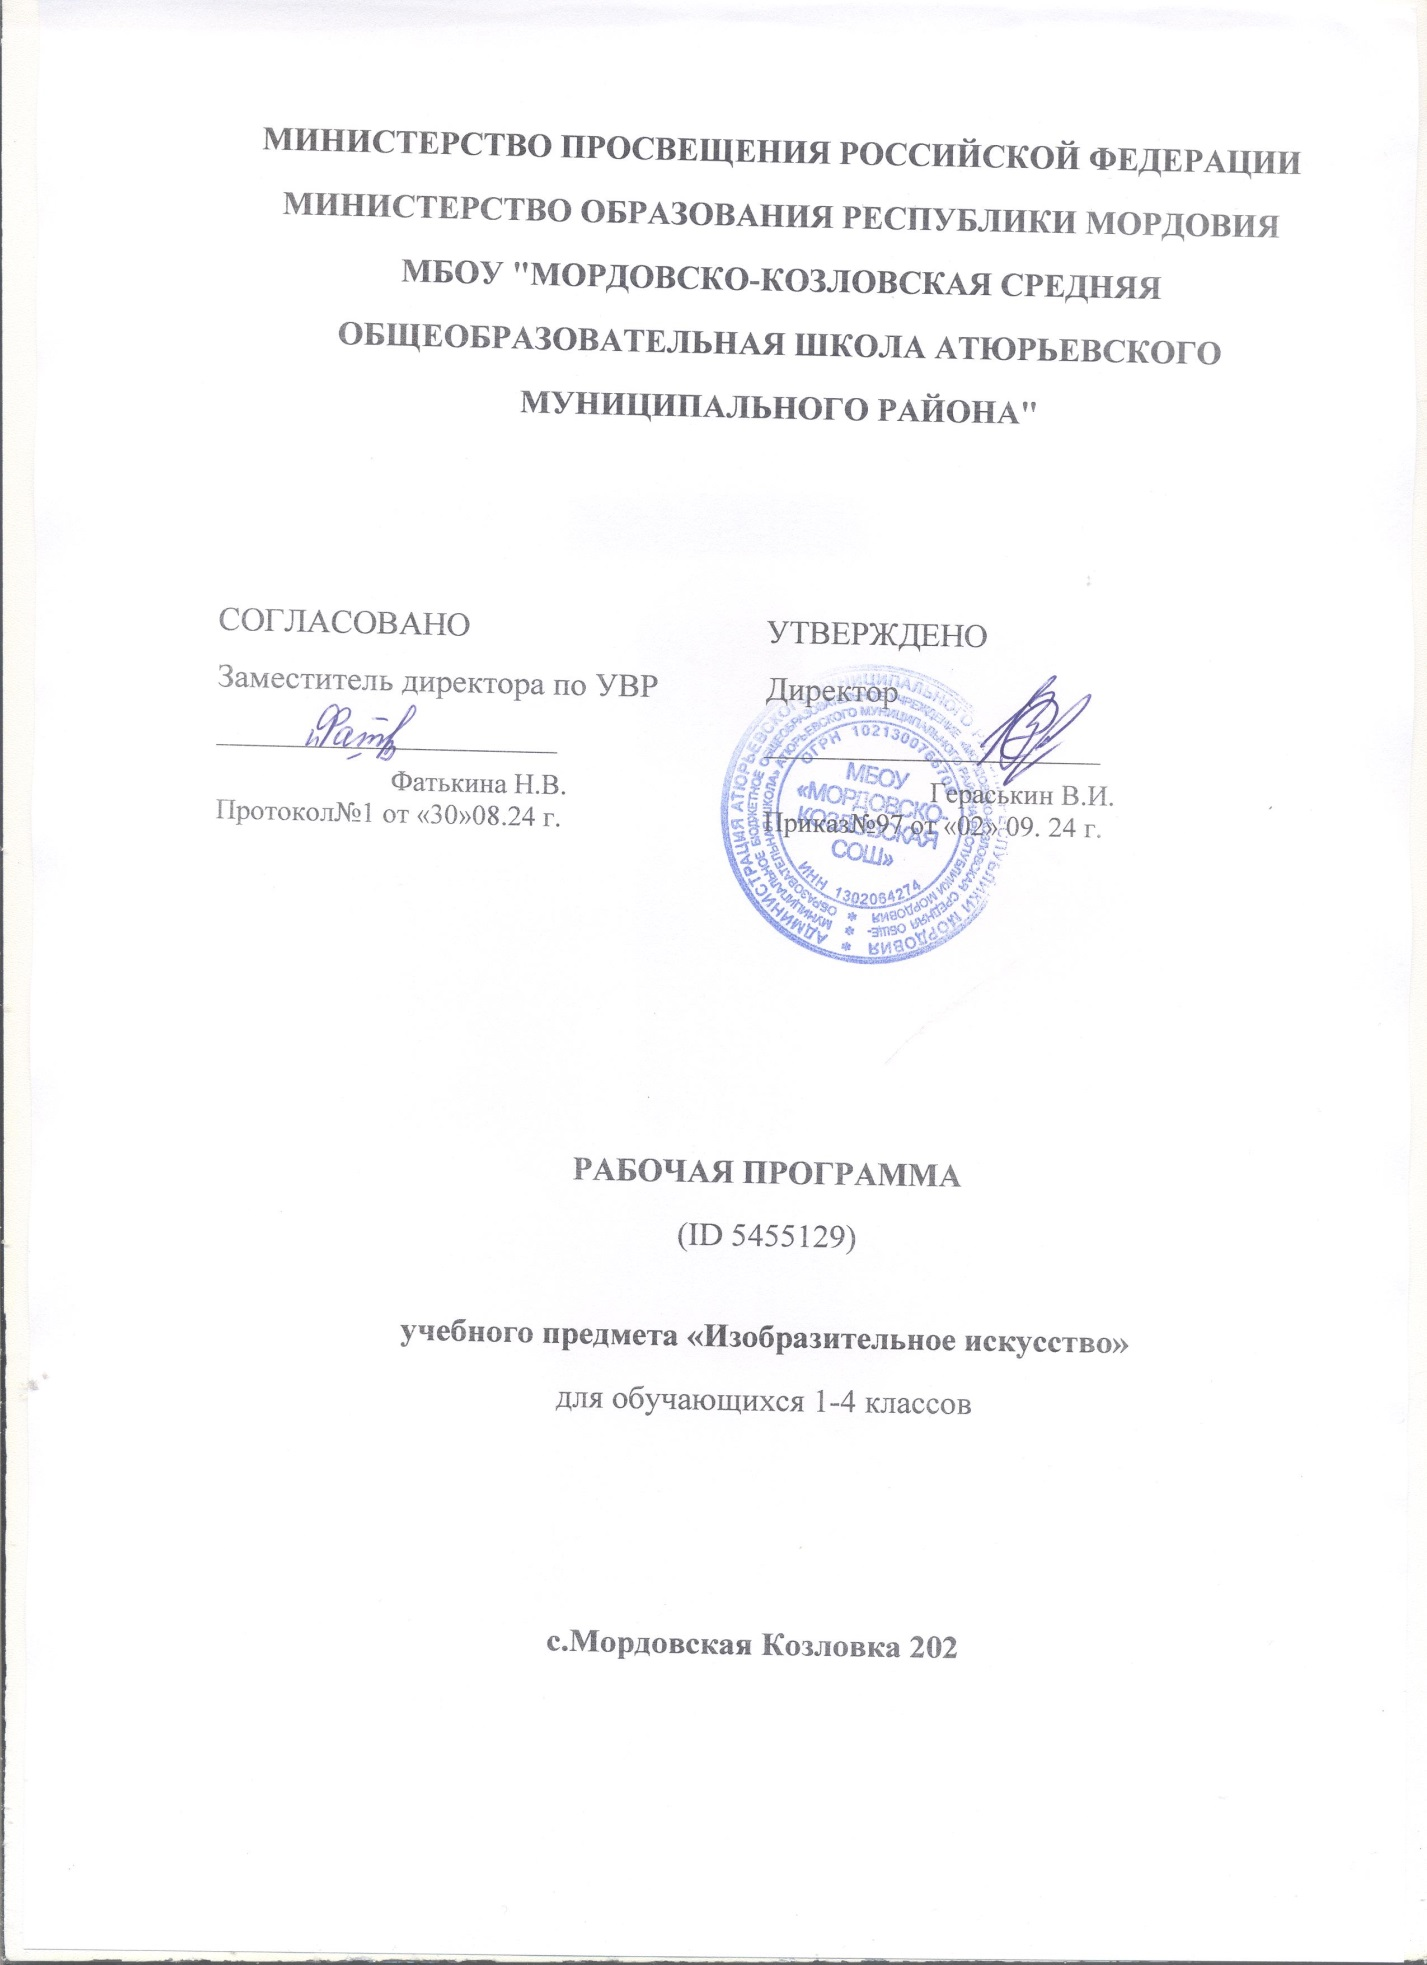 МИНИСТЕРСТВО ПРОСВЕЩЕНИЯ РОССИЙСКОЙ ФЕДЕРАЦИИ
МИНИСТЕРСТВО ОБРАЗОВАНИЯ РЕСПУБЛИКИ МОРДОВИЯ
МБОУ "МОРДОВСКО-КОЗЛОВСКАЯ СРЕДНЯЯ
ОБЩЕОБРАЗОВАТЕЛЬНАЯ ШКОЛА АТЮРЬЕВСКОГО
МУНИЦИПАЛЬНОГО РАЙОНА"
СОГЛАСОВАНО
Заместитель директора по УВР
Фатькина Н.В.
Протокол№1 от «30»08.24 г.
УТВЕРЖДЕНО
Директор
Гераськин В.И.
Приказ№97 от «02» 09. 24 г.
МБОУ
«МОРДОВСКО-
КОЗЛОВСКАЯ
СОШ»
ОГРН
ИНН 1302064274
РАБОЧАЯ ПРОГРАММА
(ID 5455129)
учебного предмета «Изобразительное искусство»
для обучающихся 1-4 классов
с.Мордовская Козловка 202